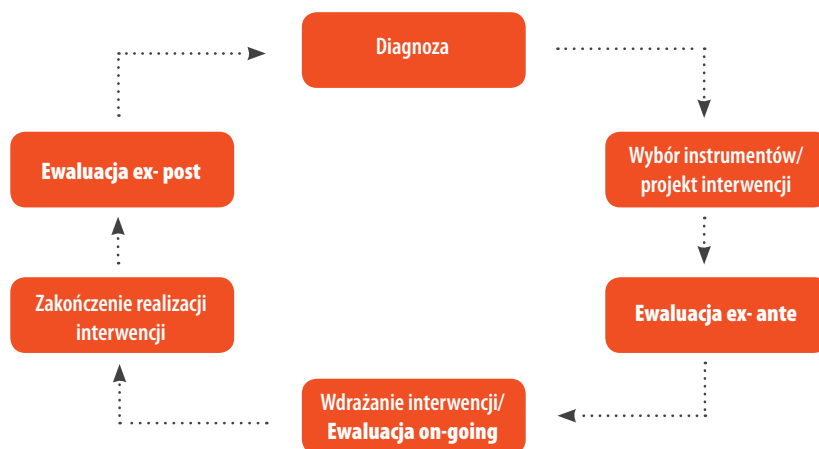 Diagnoza
Wybór instrumentów/
projekt interwencji
Ewaluacja ex- ante
Wdrażanie interwencji/
Ewaluacja on-going
Zakończenie realizacji
interwencji
Ewaluacja ex- post